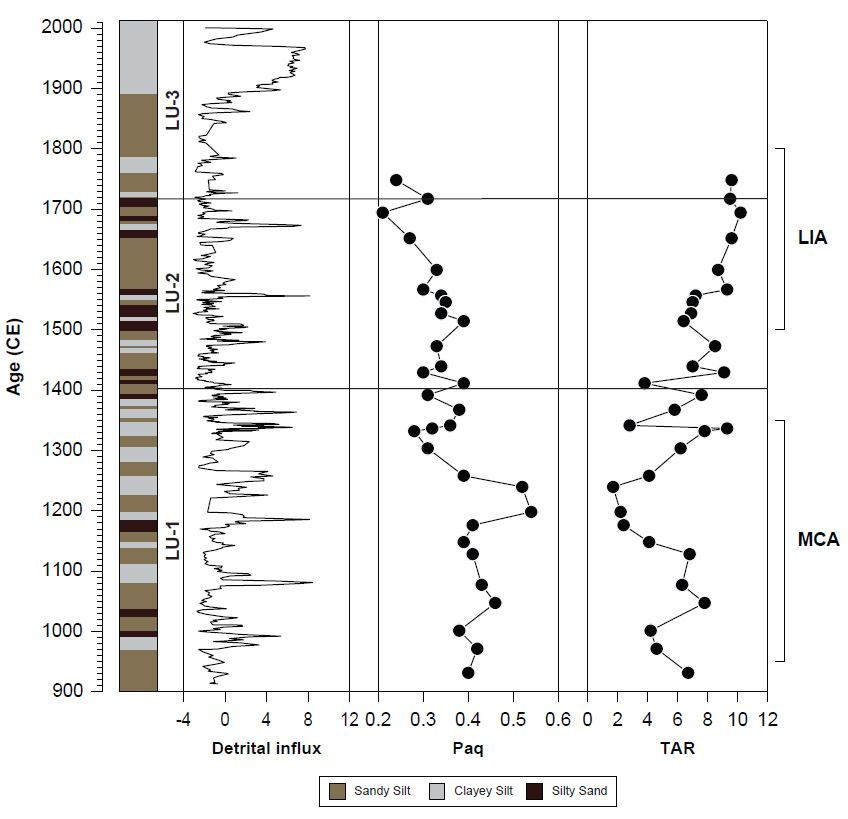 2000
1900
1800
1700
1600
1500
1400
1300
1200
1100
1000
900
Age (CE)
LU-3
LU-2
LU-1
LIA
MCA
-4 0 4 8 12 0.2 0.3 0.4 0.5 0.6 0 2 4 6 8 10 12
Detrital influx Paq TAR
Sandy Silt Clayey Silt Silty Sand